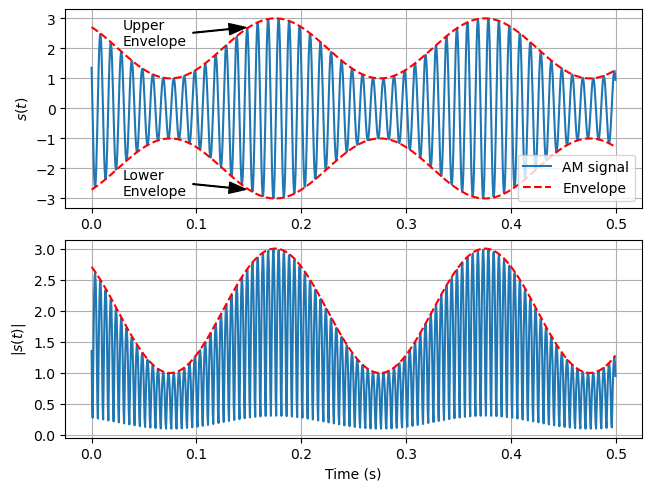 3
2
1
0
−1
−2
−3
s(t)
Upper
Envelope
Lower
Envelope
AM signal
Envelope
0.0 0.1 0.2 0.3 0.4 0.5
3.0
2.5
2.0
1.5
1.0
0.5
0.0
|s(t)|
0.0 0.1 0.2 0.3 0.4 0.5
Time (s)